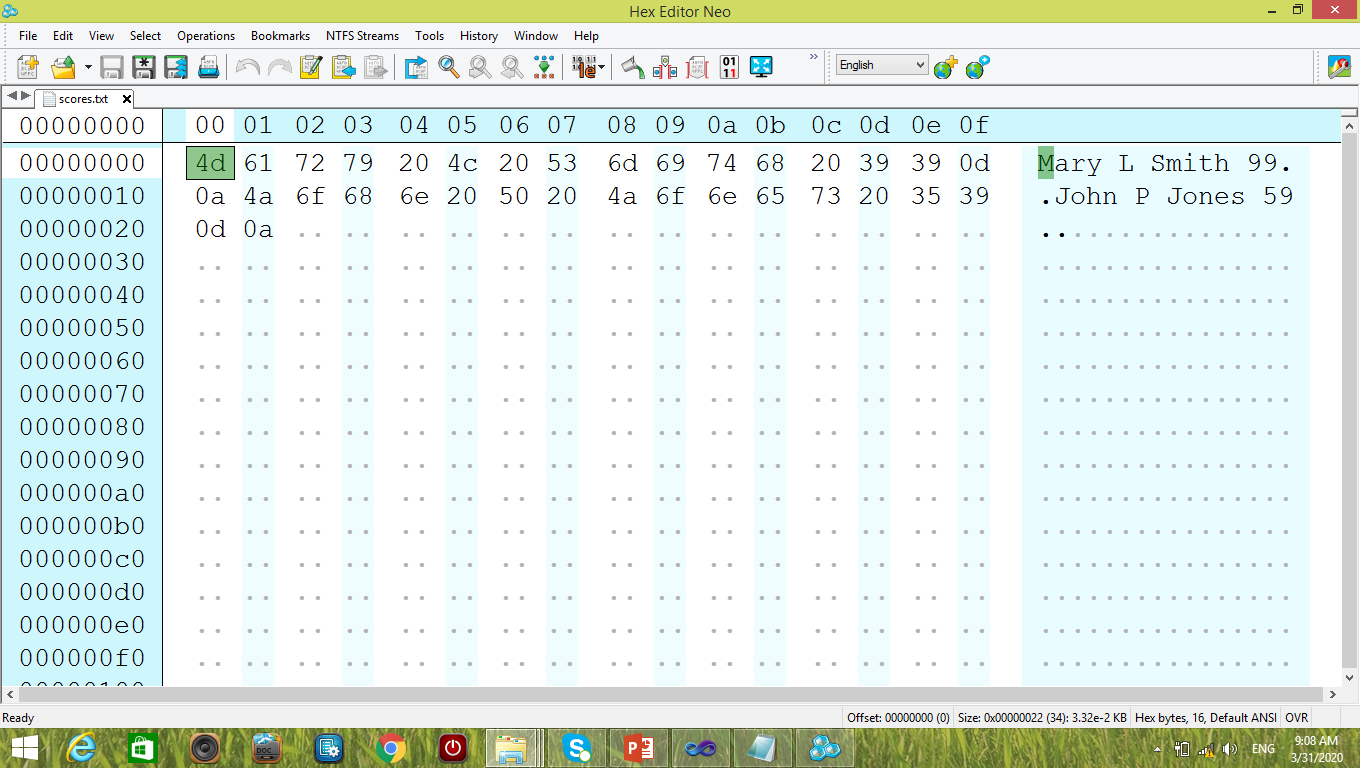 Hex Editor Neo
File Edit View Select Operations Bookmarks NTFS Streams Tools History Window Help
English
scores.txt
00000000 00 01 02 03 04 05 06 07 08 09 0a 0b 0c 0d 0e 0f
00000000 4d 61 72 79 20 4c 20 53 6d 69 74 68 20 39 39 0d Mary L Smith 99.
00000010 0a 4a 6f 68 6e 20 50 20 4a 6f 6e 65 73 20 35 39 .John P Jones 59
00000020 0d 0a .. .. .. .. .. .. .. .. .. .. .. .. .. .. ................
00000030 .. .. .. .. .. .. .. .. .. .. .. .. .. .. .. .. ................
00000040 .. .. .. .. .. .. .. .. .. .. .. .. .. .. .. .. ................
00000050 .. .. .. .. .. .. .. .. .. .. .. .. .. .. .. .. ................
00000060 .. .. .. .. .. .. .. .. .. .. .. .. .. .. .. .. ................
00000070 .. .. .. .. .. .. .. .. .. .. .. .. .. .. .. .. ................
00000080 .. .. .. .. .. .. .. .. .. .. .. .. .. .. .. .. ................
00000090 .. .. .. .. .. .. .. .. .. .. .. .. .. .. .. .. ................
000000a0 .. .. .. .. .. .. .. .. .. .. .. .. .. .. .. .. ................
000000b0 .. .. .. .. .. .. .. .. .. .. .. .. .. .. .. .. ................
000000c0 .. .. .. .. .. .. .. .. .. .. .. .. .. .. .. .. ................
000000d0 .. .. .. .. .. .. .. .. .. .. .. .. .. .. .. .. ................
000000e0 .. .. .. .. .. .. .. .. .. .. .. .. .. .. .. .. ................
000000f0 .. .. .. .. .. .. .. .. .. .. .. .. .. .. .. .. ................
Ready Offset: 00000000 (0) Size: 0x00000022 (34): 3.32e-2 KB Hex bytes, 16, Default ANSI OVR
ENG 9:08 AM
3/31/2020